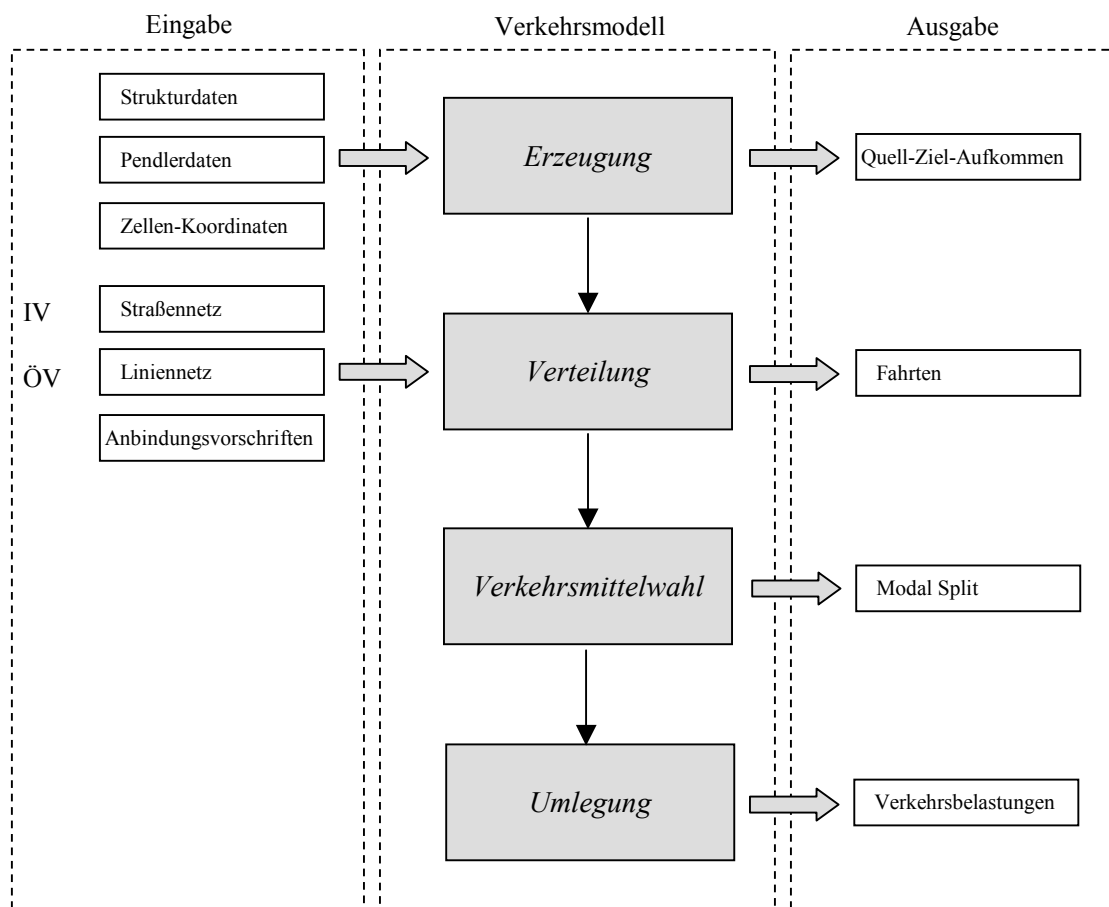 Eingabe
Verkehrsmodell
Ausgabe
Strukturdaten
Pendlerdaten
Zellen-Koordinaten
IV
Straßennetz
ÖV
Liniennetz
Anbindungsvorschriften
Erzeugung
Verteilung
Verkehrsmittelwahl
Umlegung
Quell-Ziel-Aufkommen
Fahrten
Modal Split
Verkehrsbelastungen